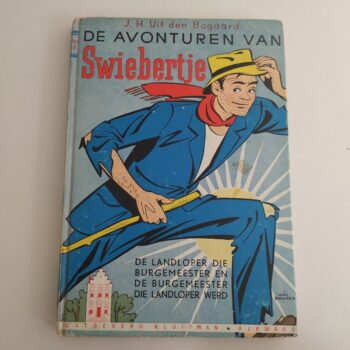 J. H. Uit den Bogaard
DE AVONTUREN VAN
Swiebertje
DE LANDLOPER DIE
BURGEMEESTER EN
DE BURGEMEESTER
DIE LANDLOPER WERD
UITGEVERIJ KLUITMAN • ALKMAAR